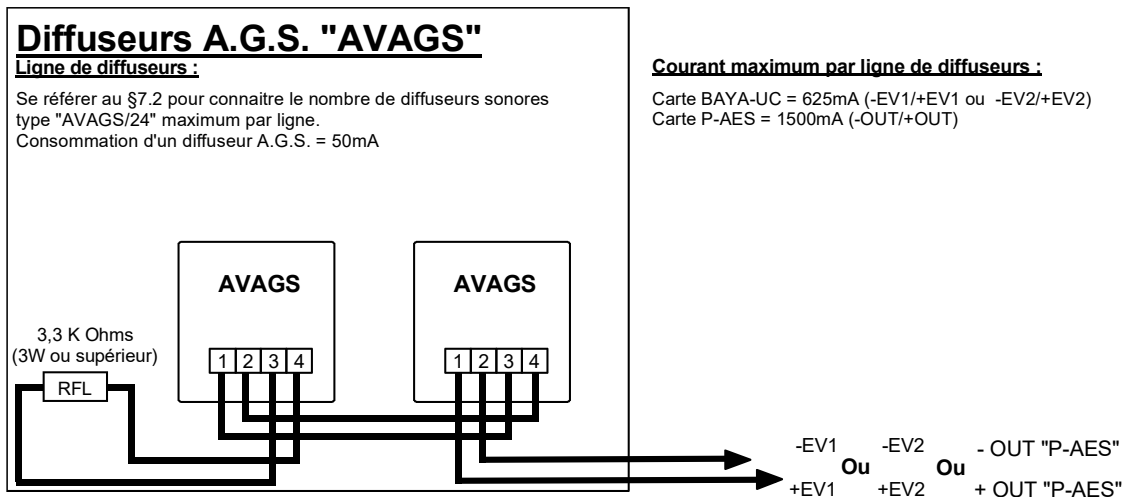 Diffuseurs A.G.S. "AVAGS"
Ligne de diffuseurs :
Se référer au §7.2 pour connaitre le nombre de diffuseurs sonores
type "AVAGS/24" maximum par ligne.
Consommation d'un diffuseur A.G.S. = 50mA
Courant maximum par ligne de diffuseurs :
Carte BAYA-UC = 625mA (-EV1/+EV1 ou -EV2/+EV2)
Carte P-AES = 1500mA (-OUT/+OUT)
AVAGS
AVAGS
3,3 K Ohms
(3W ou supérieur)
1 2 3 4
1 2 3 4
RFL
-EV1 -EV2 - OUT "P-AES"
Ou Ou
+EV1 +EV2 + OUT "P-AES"